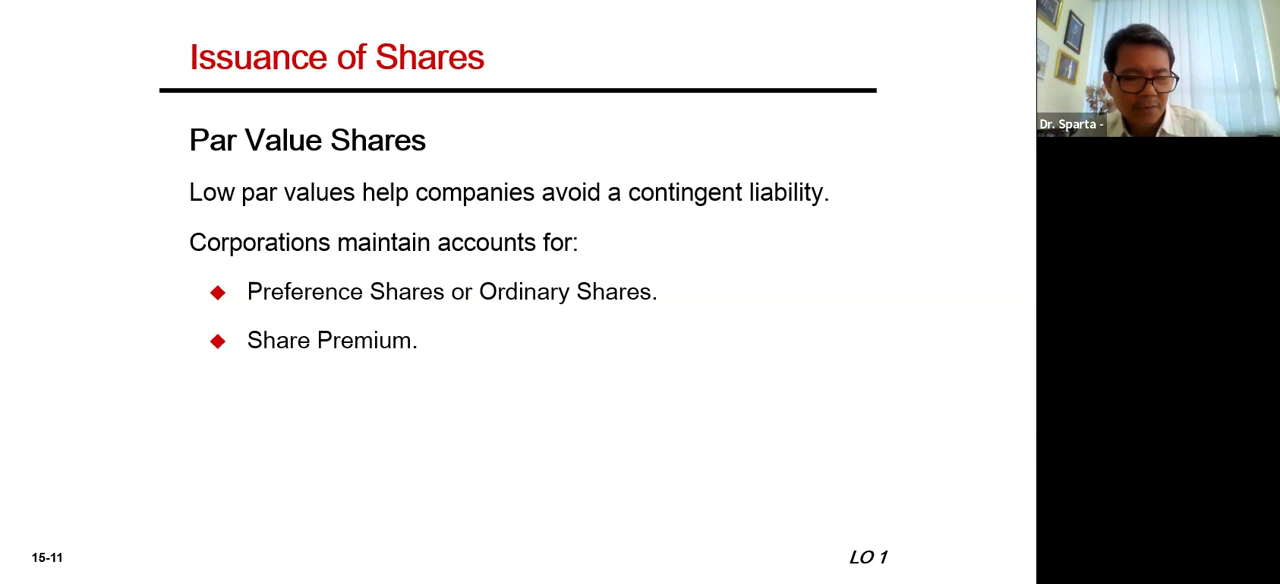 Issuance of Shares
Par Value Shares
Low par values help companies avoid a contingent liability.
Corporations maintain accounts for:
Preference Shares or Ordinary Shares.
Share Premium.
15-11
LO 1
Dr. Sparta -